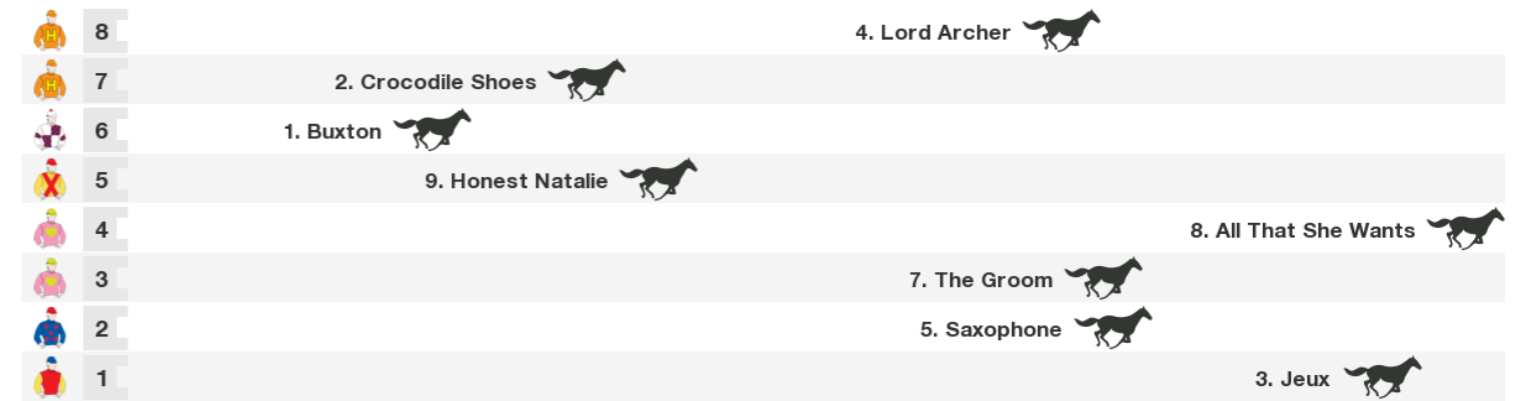 8 4. Lord Archer
7 2. Crocodile Shoes
6 1. Buxton
5 9. Honest Natalie
4 8. All That She Wants
3 7. The Groom
2 5. Saxophone
1 3. Jeux